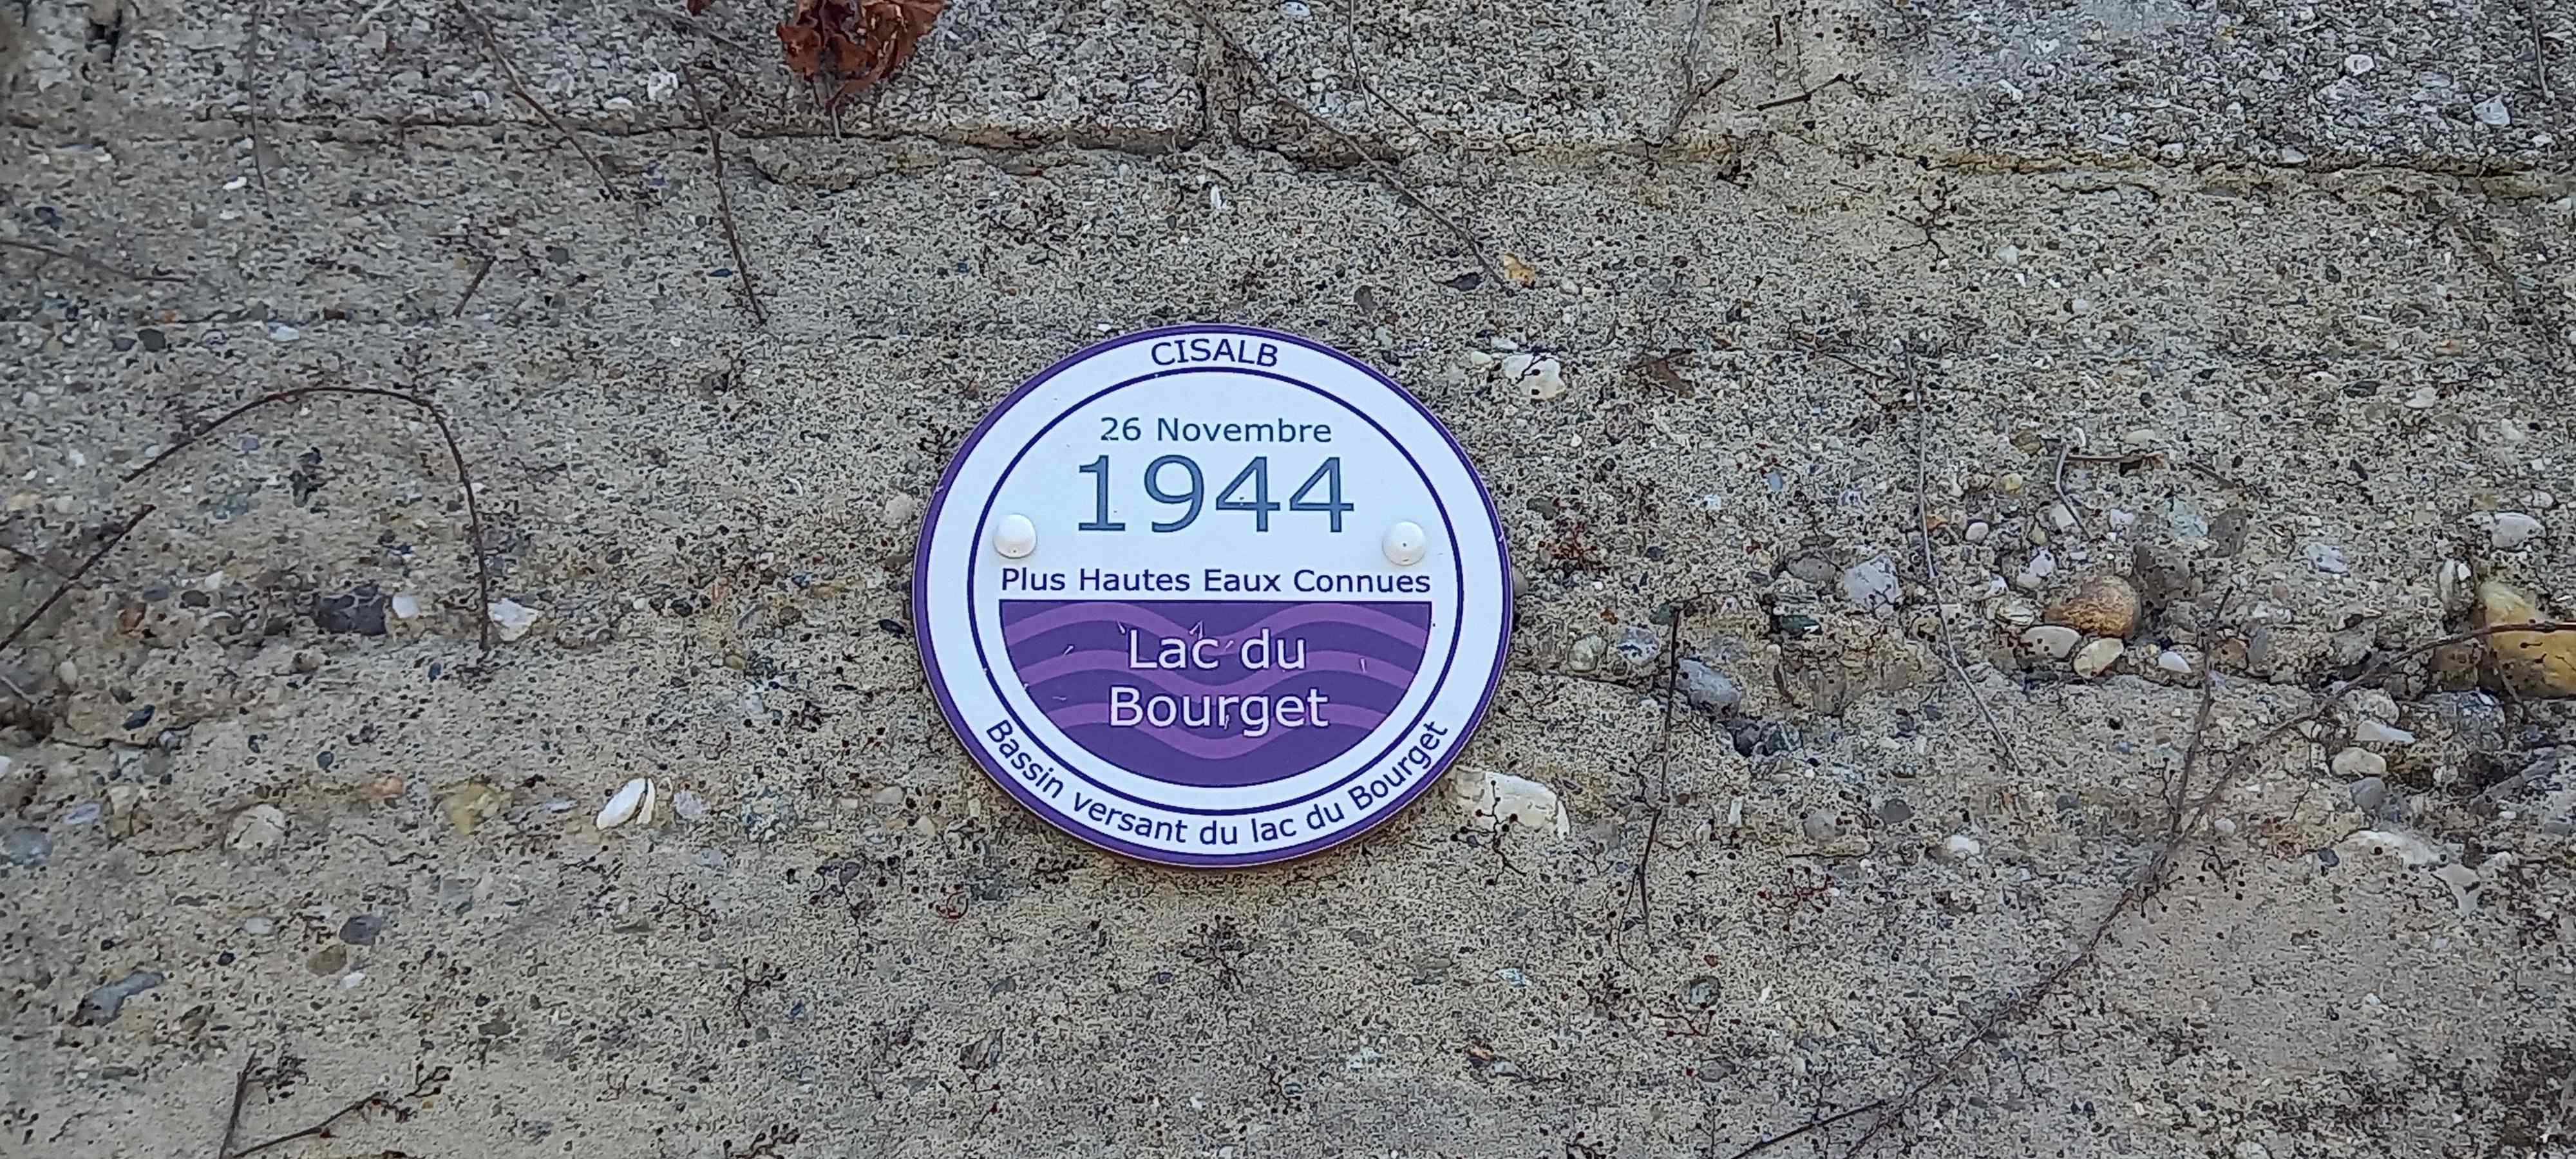 CISALB
26 Novembre
1944
Plus Hautes Eaux Connues
Lac du
Bourget
Bassin versant du lac du Bourget